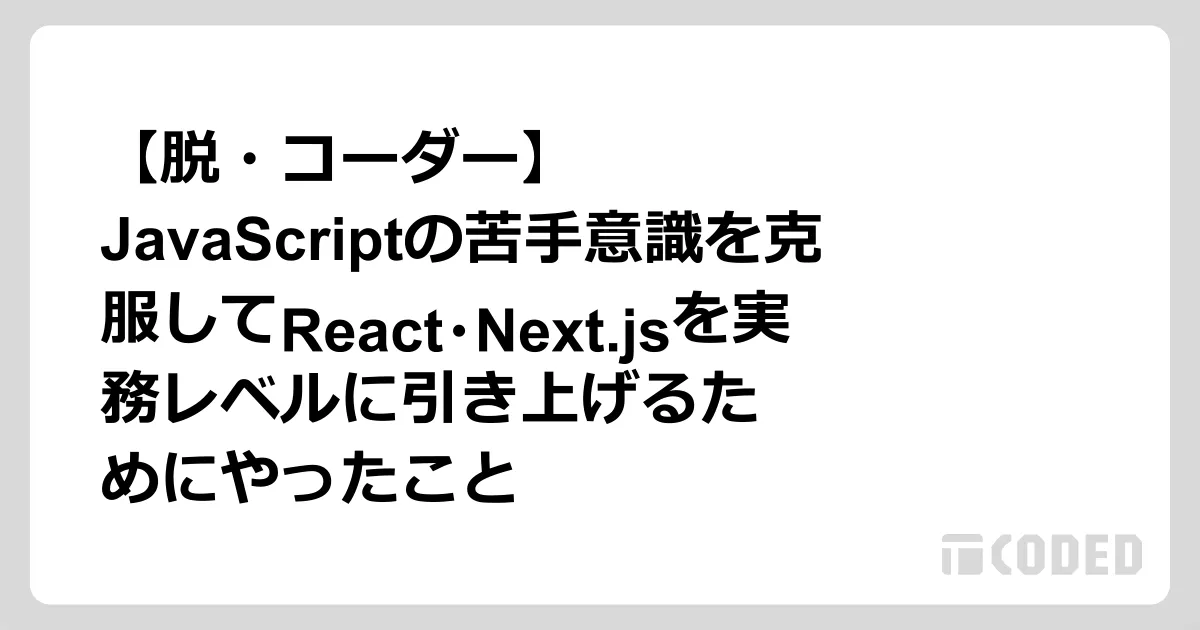 【脱・コーダー】
JavaScriptの苦手意識を克
服してReact·Next.jsを実
務レベルに引き上げるた
めにやったこと
CODED